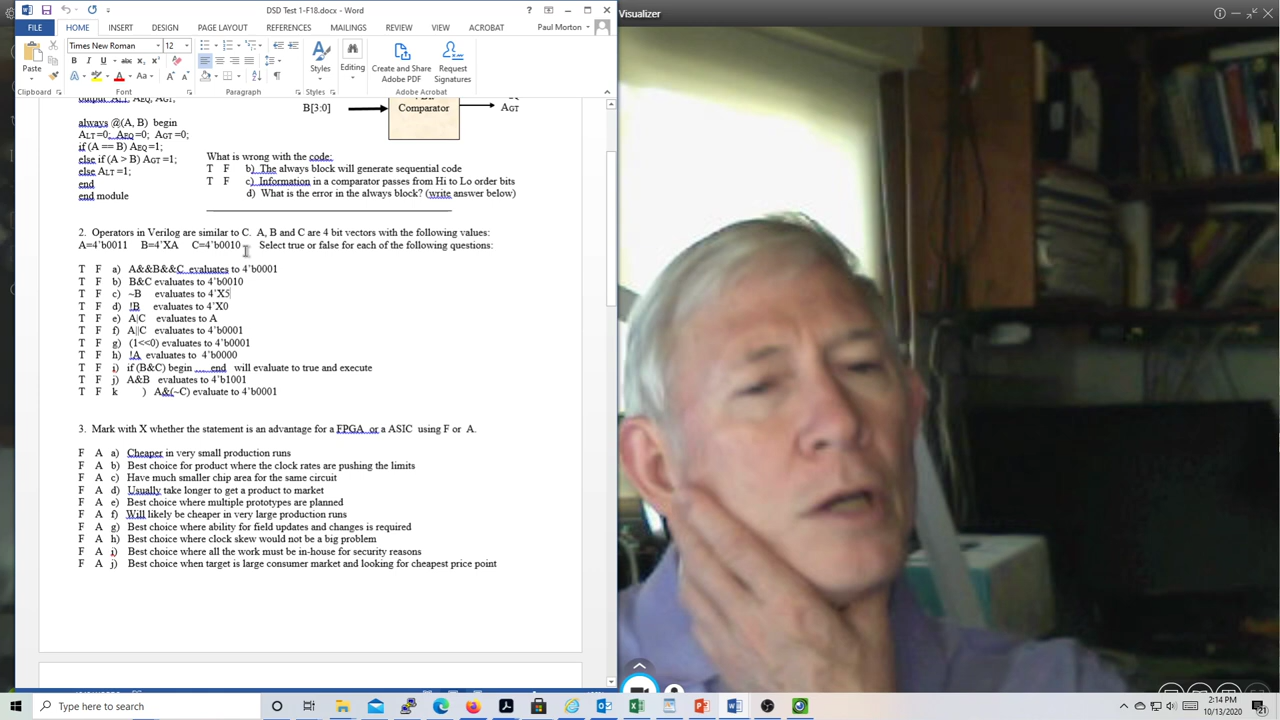 DSD Test 1-F18.docx - Word
Visualizer
FILE HOME INSERT DESIGN PAGE LAYOUT REFERENCES MAILINGS REVIEW VIEW ACROBAT Paul Morton
Times New Roman 12
Paste
Styles
Editing
Create and Share Adobe PDF
Request Signatures
Clipboard Font Paragraph Styles Adobe Acrobat
B[3:0]
Comparator
AGT
always @(A, B) begin
ALT =0; AEQ =0; AGT =0;
if (A == B) AEQ =1;
else if (A > B) AGT =1;
else ALT =1;
end
end module
What is wrong with the code:
T F b) The always block will generate sequential code
T F c) Information in a comparator passes from Hi to Lo order bits
d) What is the error in the always block? (write answer below)
2. Operators in Verilog are similar to C. A, B and C are 4 bit vectors with the following values:
A=4’b0011 B=4’XA C=4’b0010 Select true or false for each of the following questions:
T F a) A&&B&&C evaluates to 4’b0001
T F b) B&C evaluates to 4’b0010
T F c) ~B evaluates to 4’X5
T F d) !B evaluates to 4’X0
T F e) A|C evaluates to A
T F f) A||C evaluates to 4’b0001
T F g) (1<<0) evaluates to 4’b0001
T F h) !A evaluates to 4’b0000
T F i) if (B&C) begin .... end will evaluate to true and execute
T F j) A&B evaluates to 4’b1001
T F k ) A&(~C) evaluate to 4’b0001
3. Mark with X whether the statement is an advantage for a FPGA or a ASIC using F or A.
F A a) Cheaper in very small production runs
F A b) Best choice for product where the clock rates are pushing the limits
F A c) Have much smaller chip area for the same circuit
F A d) Usually take longer to get a product to market
F A e) Best choice where multiple prototypes are planned
F A f) Will likely be cheaper in very large production runs
F A g) Best choice where ability for field updates and changes is required
F A h) Best choice where clock skew would not be a big problem
F A i) Best choice where all the work must be in-house for security reasons
F A j) Best choice when target is large consumer market and looking for cheapest price point
Type here to search
2:14 PM
10/13/2020